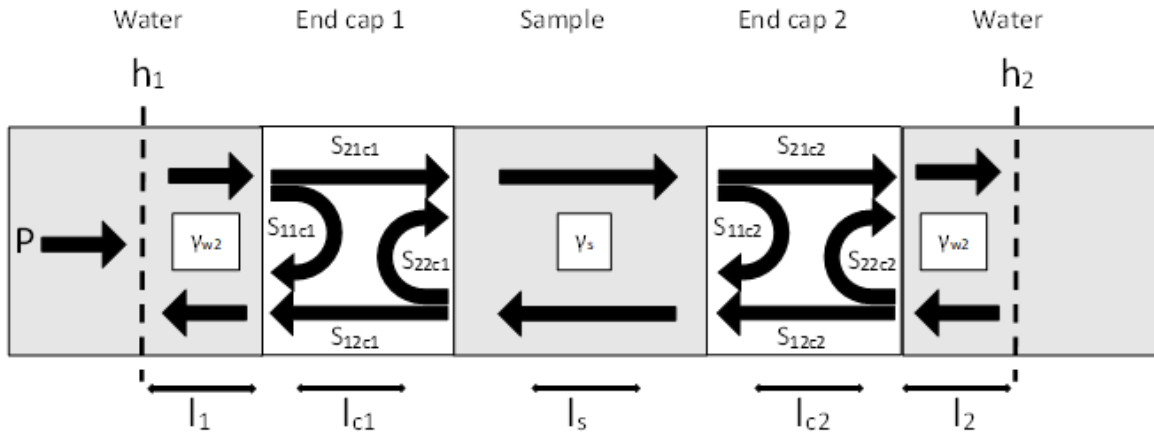 Water End cap 1 Sample End cap 2 Water
h1 h2
S21c1 S21c2
P γw2 S11c1 S22c1 γs S11c2 S22c2 γw2
S12c1 S12c2
l1 lc1 ls lc2 l2